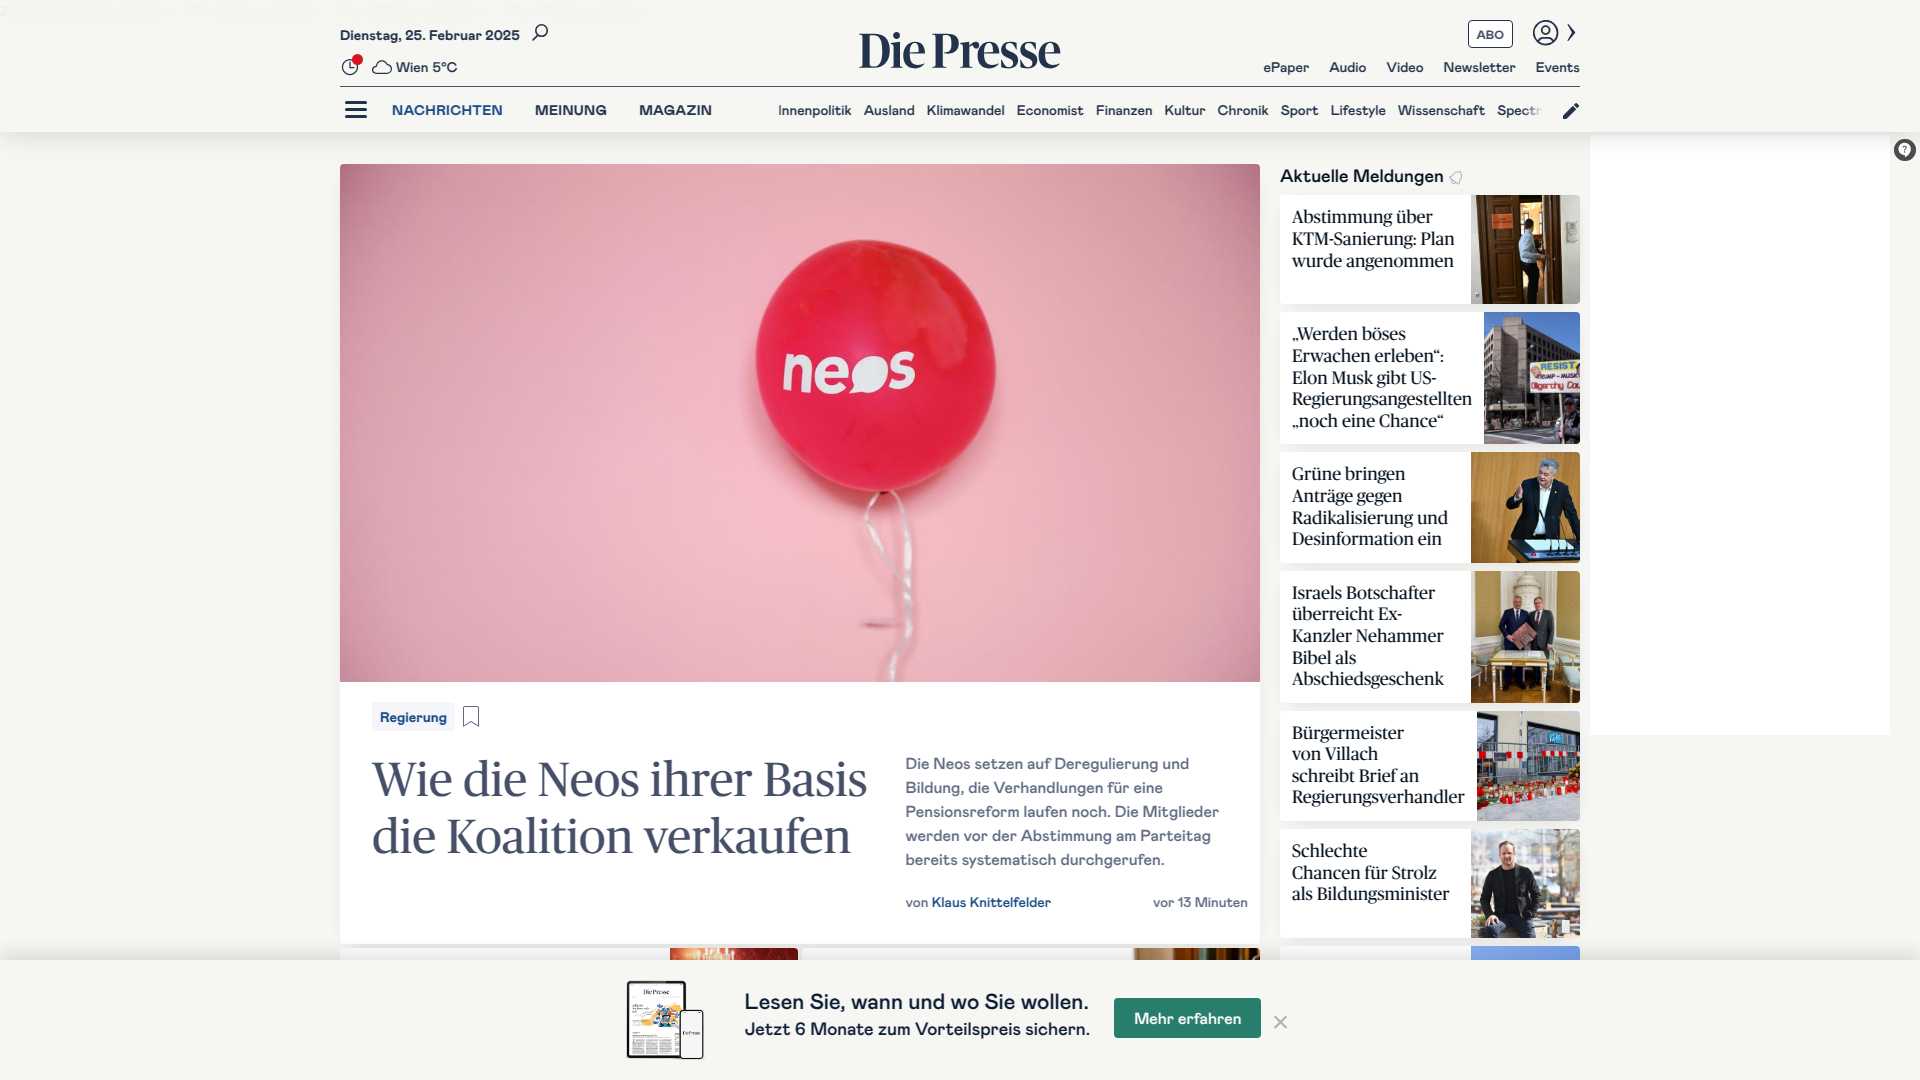 Dienstag, 25. Februar 2025
Wien 5°C
Die Presse
ABO
ePaper Audio Video Newsletter Events
NACHRICHTEN MEINUNG MAGAZIN
Innenpolitik Ausland Klimawandel Economist Finanzen Kultur Chronik Sport Lifestyle Wissenschaft Spectr
neos
Regierung
Wie die Neos ihrer Basis
die Koalition verkaufen
Die Neos setzen auf Deregulierung und
Bildung, die Verhandlungen für eine
Pensionsreform laufen noch. Die Mitglieder
werden vor der Abstimmung am Parteitag
bereits systematisch durchgerufen.
von Klaus Knittelfelder
vor 13 Minuten
Aktuelle Meldungen
Abstimmung über
KTM-Sanierung: Plan
wurde angenommen
„Werden böses
Erwachen erleben“:
Elon Musk gibt US-
Regierungsangestellten
„noch eine Chance“
RESIST
Oligarchy
Grüne bringen
Anträge gegen
Radikalisierung und
Desinformation ein
Israels Botschafter
überreicht Ex-
Kanzler Nehammer
Bibel als
Abschiedsgeschenk
Bürgermeister
von Villach
schreibt Brief an
Regierungsverhandler
Schlechte
Chancen für Strolz
als Bildungsminister
Die Presse
Die Presse
Lesen Sie, wann und wo Sie wollen.
Jetzt 6 Monate zum Vorteilspreis sichern.
Mehr erfahren